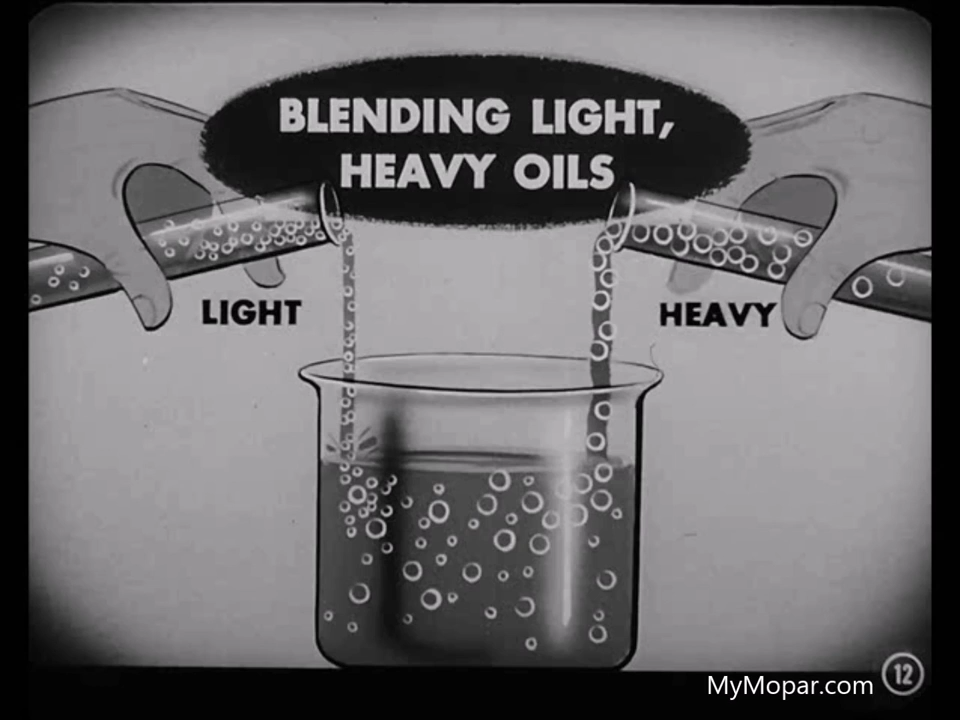 BLENDING LIGHT,
HEAVY OILS
LIGHT
HEAVY
12
MyMopar.com